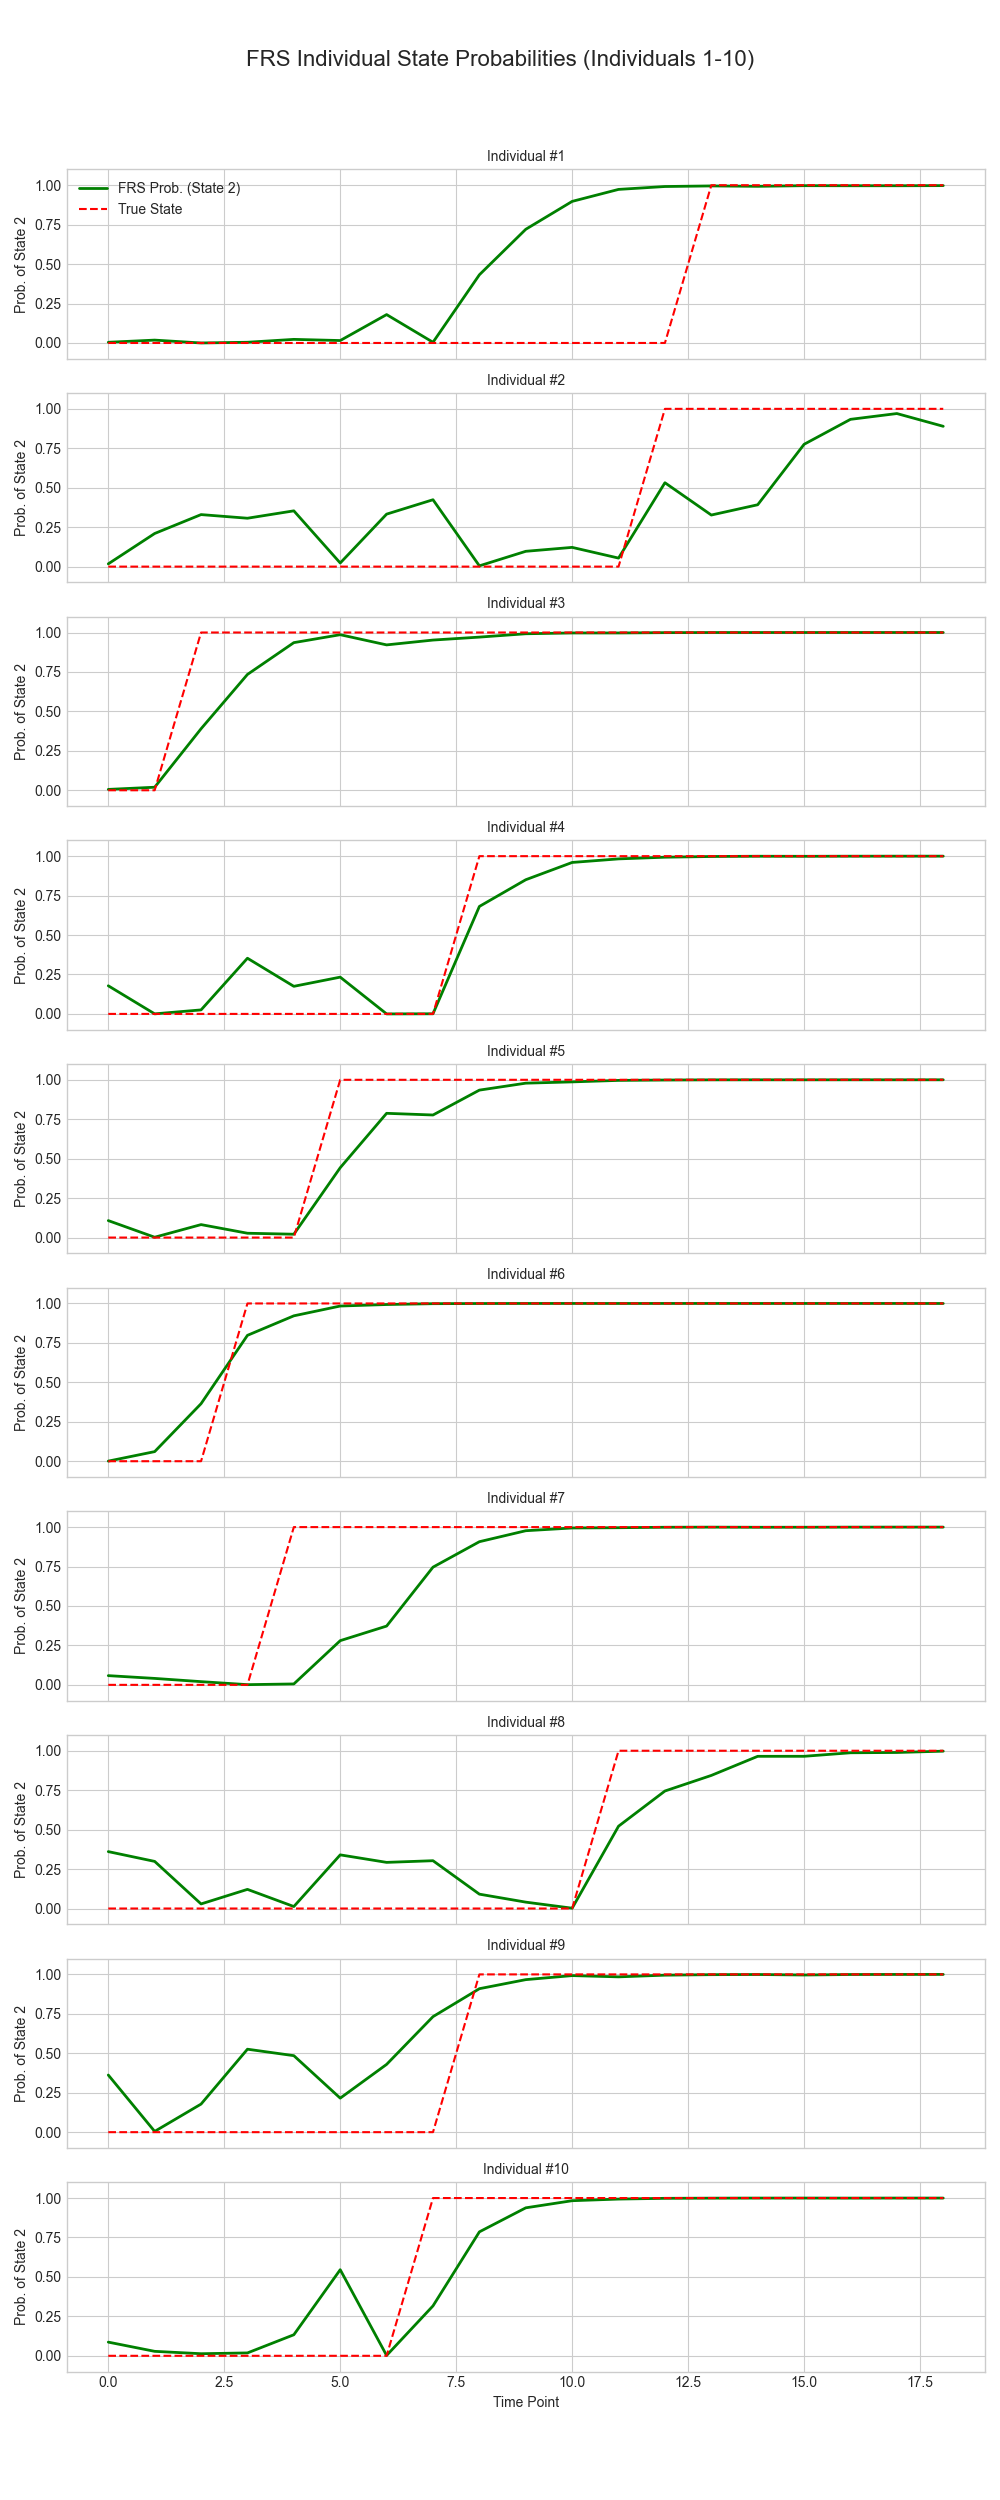 FRS Individual State Probabilities (Individuals 1-10)
Individual #1
FRS Prob. (State 2)
True State
1.00
0.75
0.50
0.25
0.00
Prob. of State 2
Individual #2
1.00
0.75
0.50
0.25
0.00
Prob. of State 2
Individual #3
1.00
0.75
0.50
0.25
0.00
Prob. of State 2
Individual #4
1.00
0.75
0.50
0.25
0.00
Prob. of State 2
Individual #5
1.00
0.75
0.50
0.25
0.00
Prob. of State 2
Individual #6
1.00
0.75
0.50
0.25
0.00
Prob. of State 2
Individual #7
1.00
0.75
0.50
0.25
0.00
Prob. of State 2
Individual #8
1.00
0.75
0.50
0.25
0.00
Prob. of State 2
Individual #9
1.00
0.75
0.50
0.25
0.00
Prob. of State 2
Individual #10
1.00
0.75
0.50
0.25
0.00
Prob. of State 2
0.0 2.5 5.0 7.5 10.0 12.5 15.0 17.5
Time Point